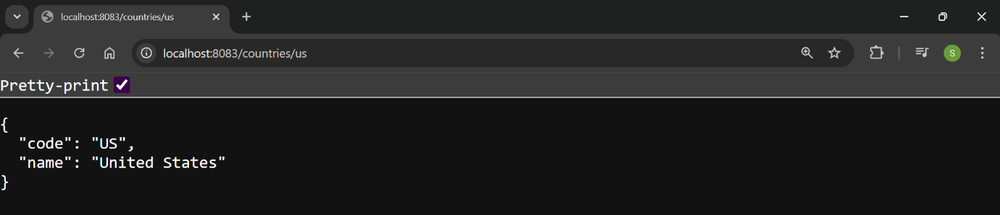 localhost:8083/countries/us
localhost:8083/countries/us
S
Pretty-print
{
  "code": "US",
  "name": "United States"
}